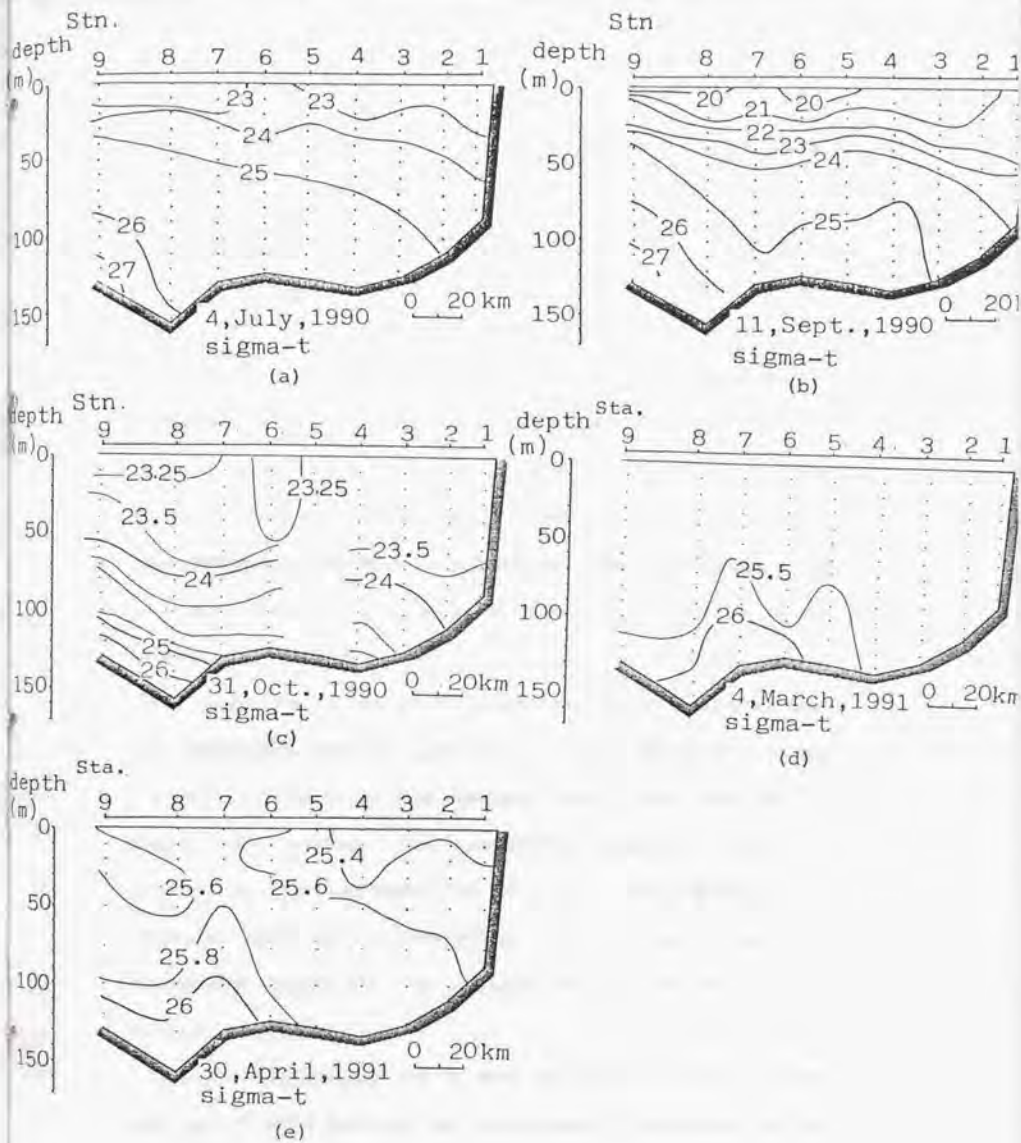 Stn.
depth
(m)
9 8 7 6 5 4 3 2 1
0
50
100
150
23
23
24
25
26
27
0 20km
4,July,1990
sigma-t
(a)
Stn
depth
(m)
9 8 7 6 5 4 3 2 1
0
50
100
150
20
20
21
22
23
24
25
26
27
0 20
11,Sept.,1990
sigma-t
(b)
Stn.
depth
(m)
9 8 7 6 5 4 3 2 1
0
50
100
150
23.25
23.25
23.5
23.5
24
24
25
26
0 20km
31,Oct.,1990
sigma-t
(c)
Sta.
depth
(m)
9 8 7 6 5 4 3 2 1
0
50
100
150
25.5
26
0 20km
4,March,1991
sigma-t
(d)
Sta.
depth
(m)
9 8 7 6 5 4 3 2 1
0
50
100
150
25.4
25.6
25.6
25.8
26
0 20km
30,April,1991
sigma-t
(e)